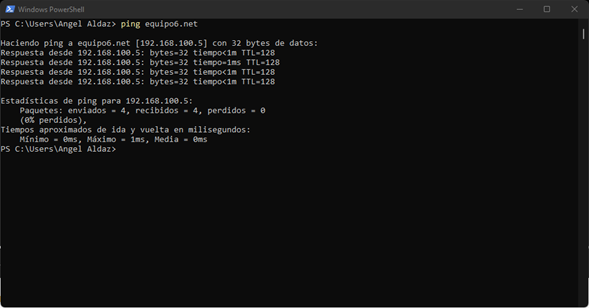 Windows PowerShell
PS C:\Users\Angel Aldaz> ping equipo6.net
Haciendo ping a equipo6.net [192.168.100.5] con 32 bytes de datos:
Respuesta desde 192.168.100.5: bytes=32 tiempo<1m TTL=128
Respuesta desde 192.168.100.5: bytes=32 tiempo=1ms TTL=128
Respuesta desde 192.168.100.5: bytes=32 tiempo<1m TTL=128
Respuesta desde 192.168.100.5: bytes=32 tiempo<1m TTL=128
Estadísticas de ping para 192.168.100.5:
Paquetes: enviados = 4, recibidos = 4, perdidos = 0
(0% perdidos),
Tiempos aproximados de ida y vuelta en milisegundos:
Mínimo = 0ms, Máximo = 1ms, Media = 0ms
PS C:\Users\Angel Aldaz>